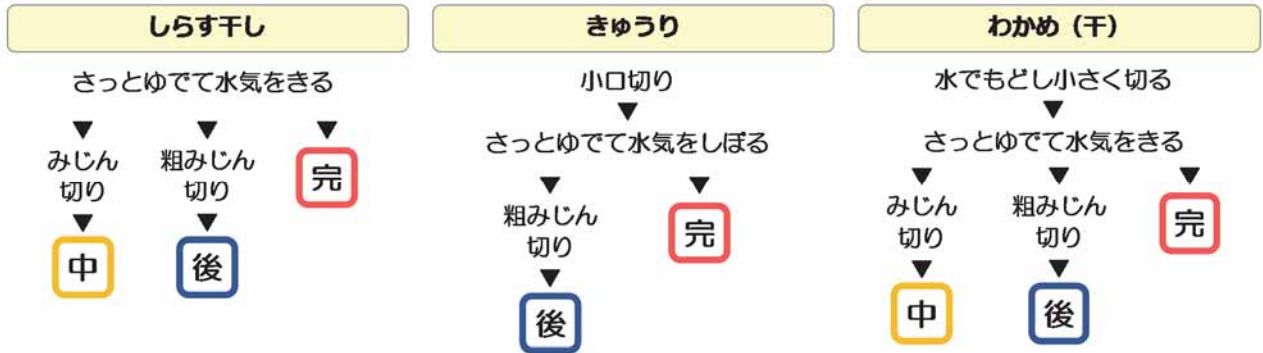 しらす干し
さっとゆでて水気をきる
▼ ▼ ▼
みじん
切り
▼
中
粗みじん
切り
▼
後
完
きゅうり
小口切り
▼
さっとゆでて水気をしぼる
▼ ▼
粗みじん
切り
▼
後
完
わかめ（干）
水でもどし小さく切る
▼
さっとゆでて水気をきる
▼ ▼ ▼
みじん
切り
▼
中
粗みじん
切り
▼
後
完